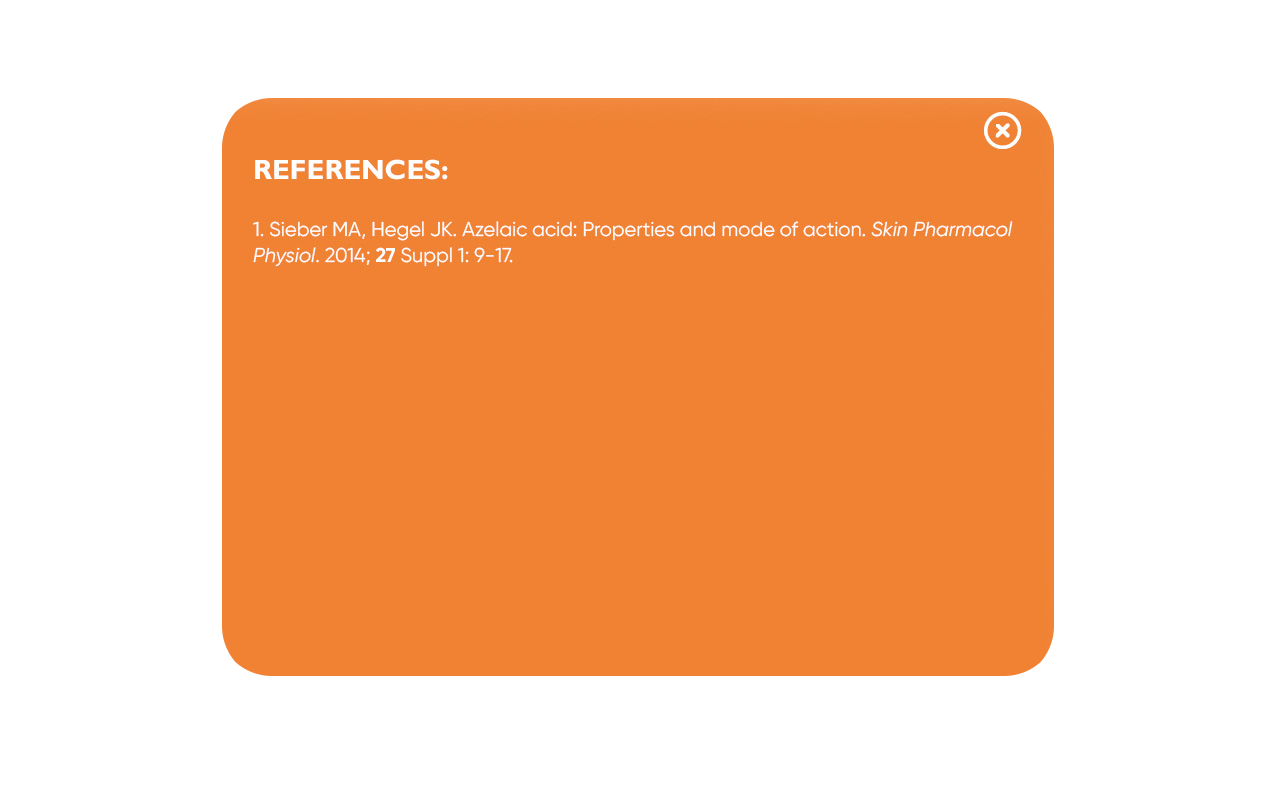 REFERENCES:
1. Sieber MA, Hegel JK. Azelaic acid: Properties and mode of action. Skin Pharmacol
Physiol. 2014; 27 Suppl 1: 9-17.